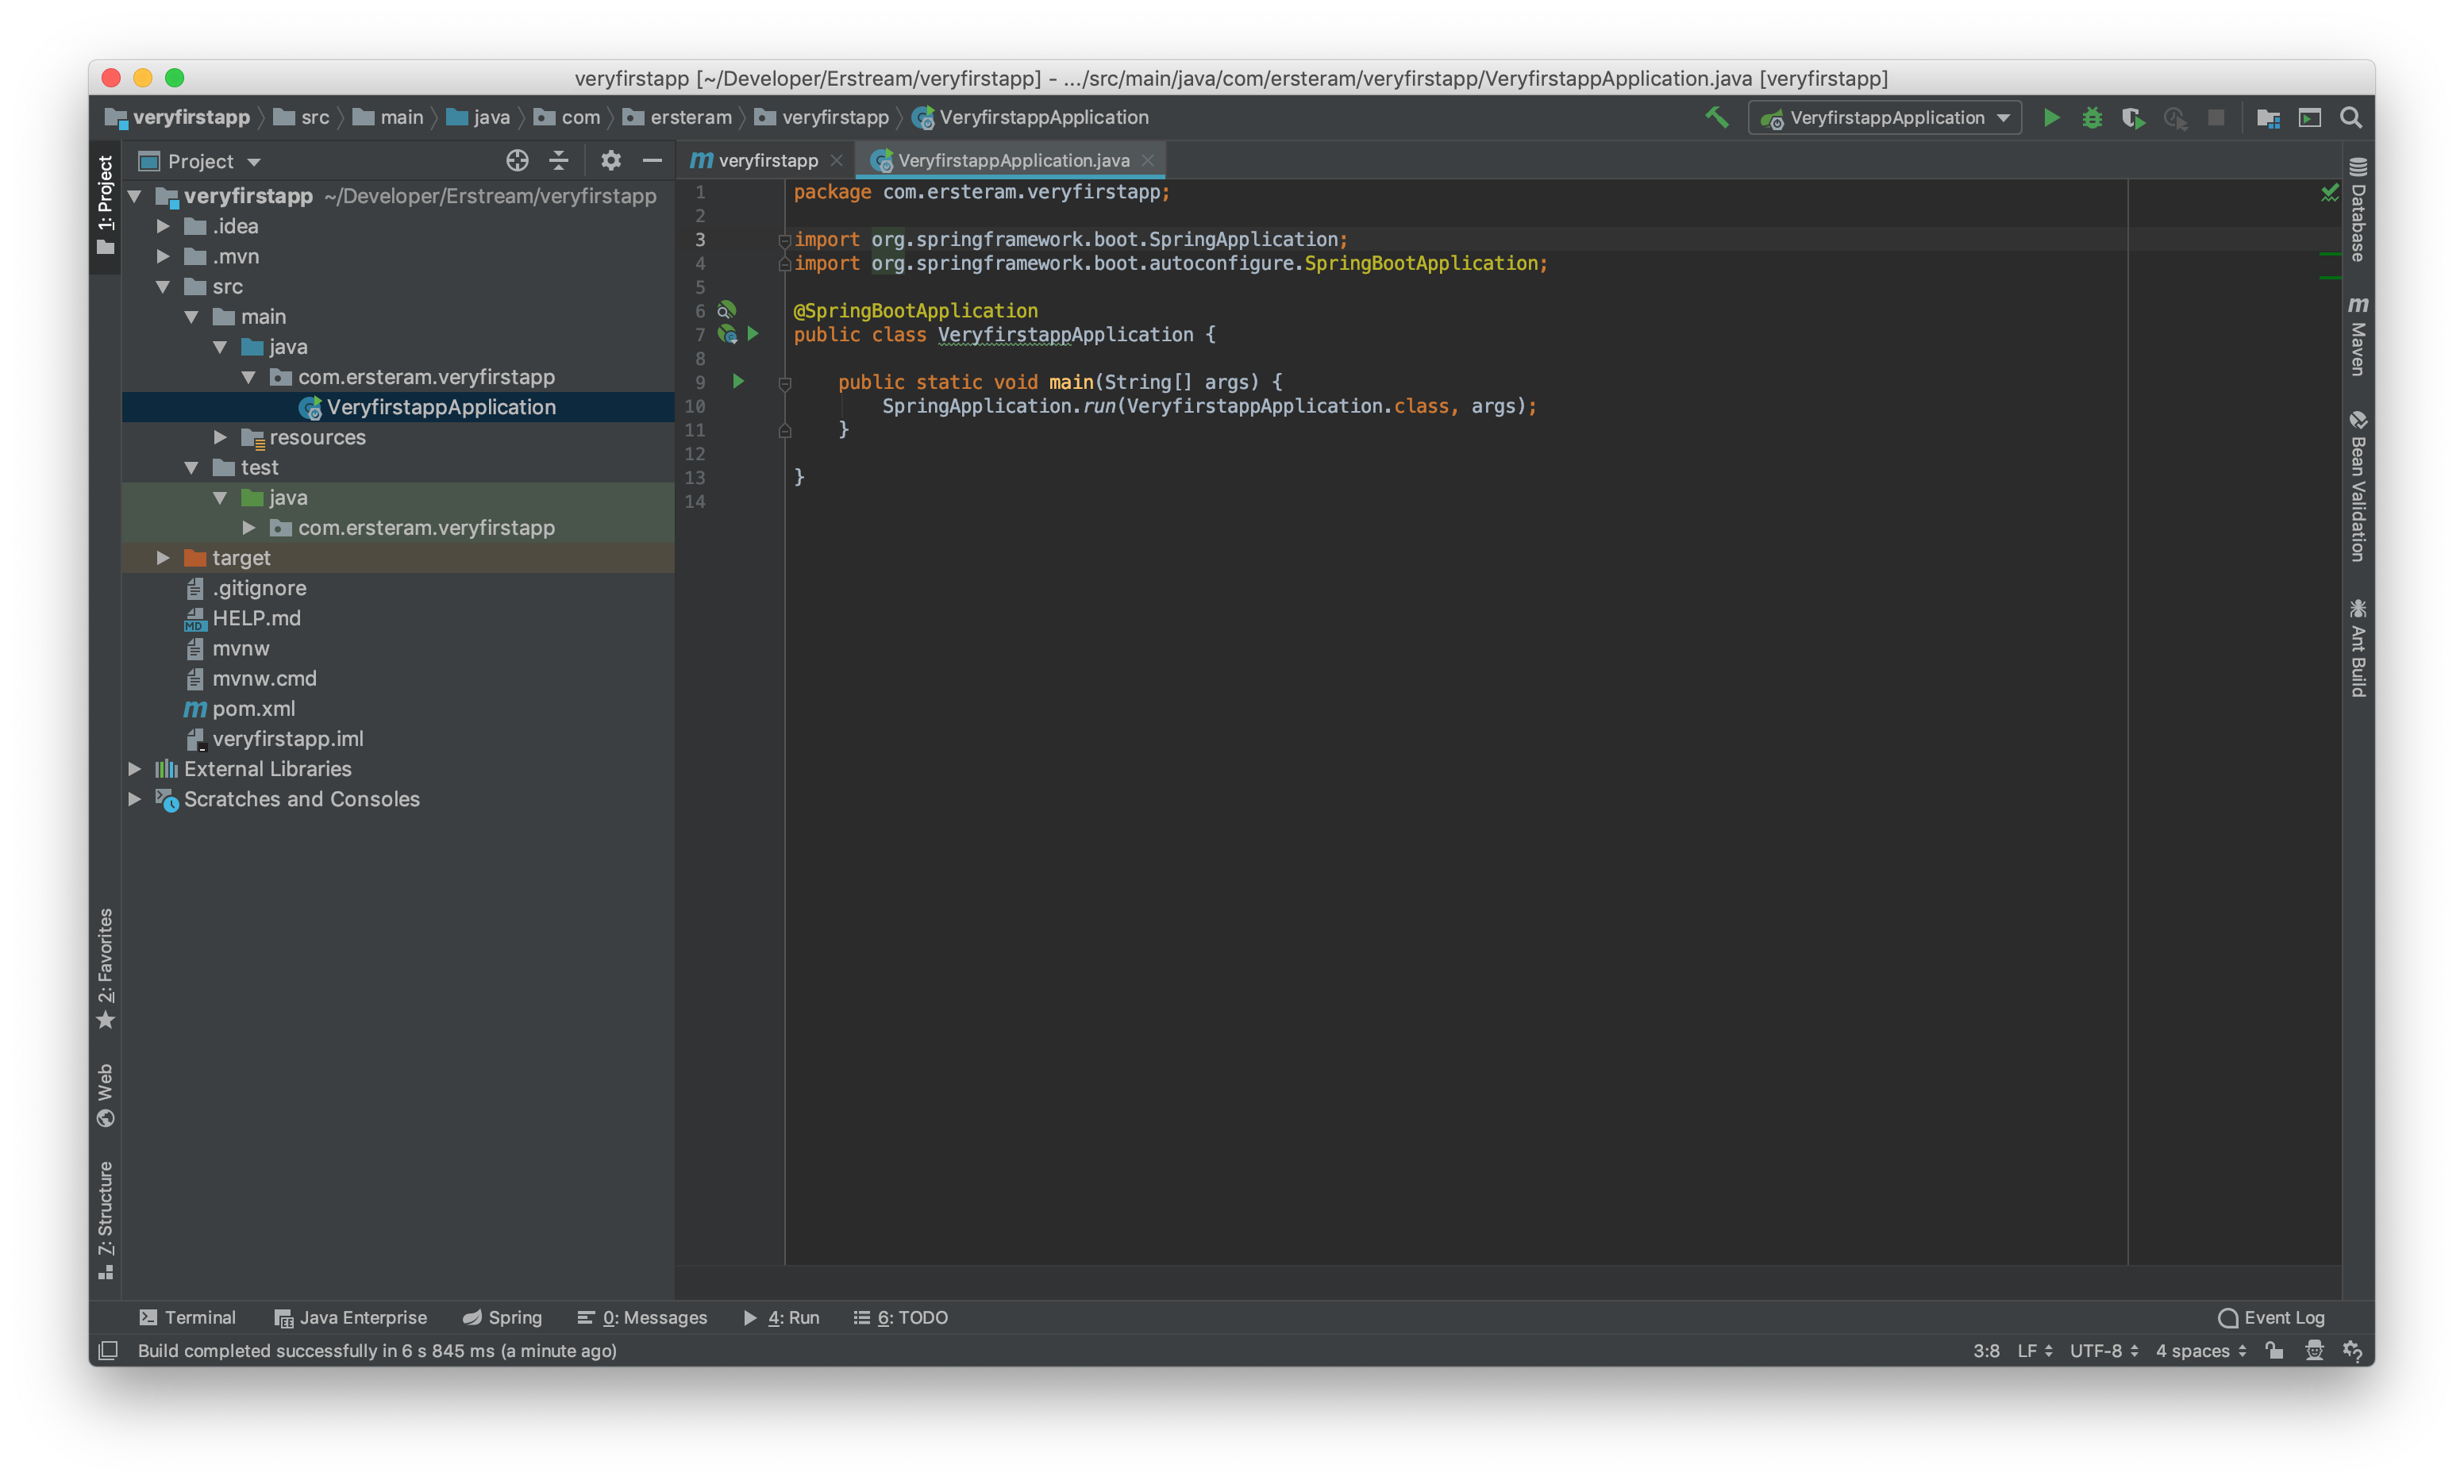 veryfirstapp [~/Developer/Erstream/veryfirstapp] - .../src/main/java/com/ersteram/veryfirstapp/VeryfirstappApplication.java [veryfirstapp]
veryfirstapp src main java com ersteram veryfirstapp VeryfirstappApplication VeryfirstappApplication
1: Project
Project
veryfirstapp ~/Developer/Erstream/veryfirstapp
.idea
.mvn
src
main
java
com.ersteram.veryfirstapp
VeryfirstappApplication
resources
test
java
com.ersteram.veryfirstapp
target
.gitignore
HELP.md
mvnw
mvnw.cmd
pom.xml
veryfirstapp.iml
External Libraries
Scratches and Consoles
2: Favorites
Web
7: Structure
m veryfirstapp VeryfirstappApplication.java
1 package com.ersteram.veryfirstapp;
2
3 import org.springframework.boot.SpringApplication;
4 import org.springframework.boot.autoconfigure.SpringBootApplication;
5
6 @SpringBootApplication
7 public class VeryfirstappApplication {
8
9 public static void main(String[] args) {
10 SpringApplication.run(VeryfirstappApplication.class, args);
11 }
12
13 }
14
Database
m Maven
Bean Validation
Ant Build
Terminal Java Enterprise Spring 0: Messages 4: Run 6: TODO Event Log
Build completed successfully in 6 s 845 ms (a minute ago) 3:8 LF UTF-8 4 spaces